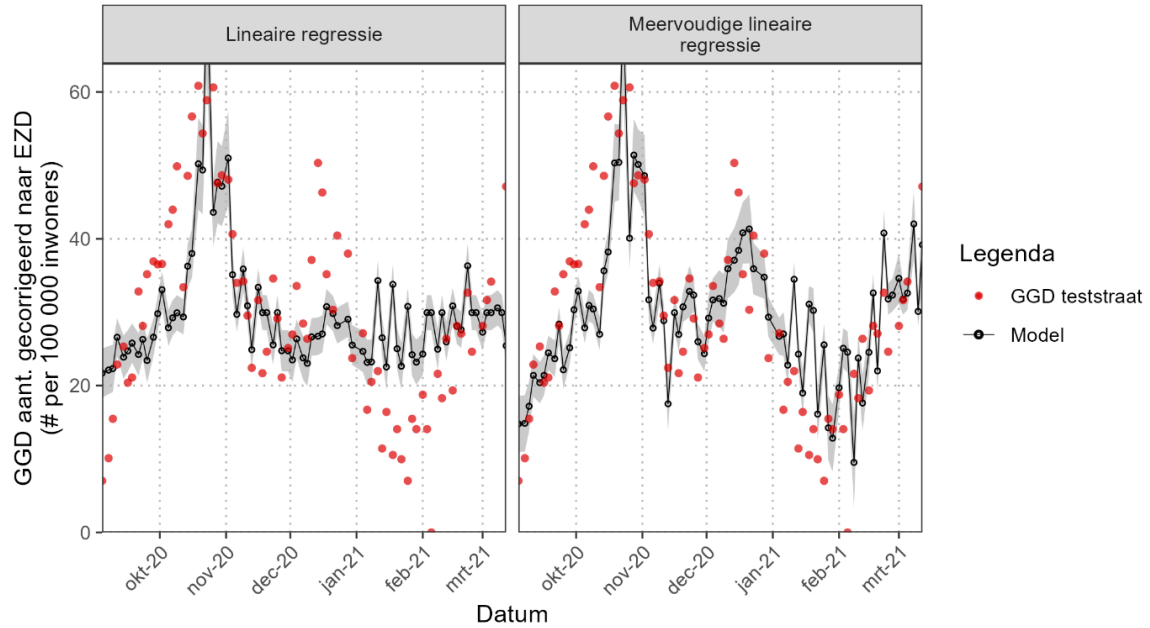 Lineaire regressie
Meervoudige lineaire
regressie
GGD aant. gecorrigeerd naar EZD
(# per 100 000 inwoners)
60
40
20
0
okt-20
nov-20
dec-20
jan-21
feb-21
mrt-21
okt-20
nov-20
dec-20
jan-21
feb-21
mrt-21
Datum
Legenda
GGD teststraat
Model